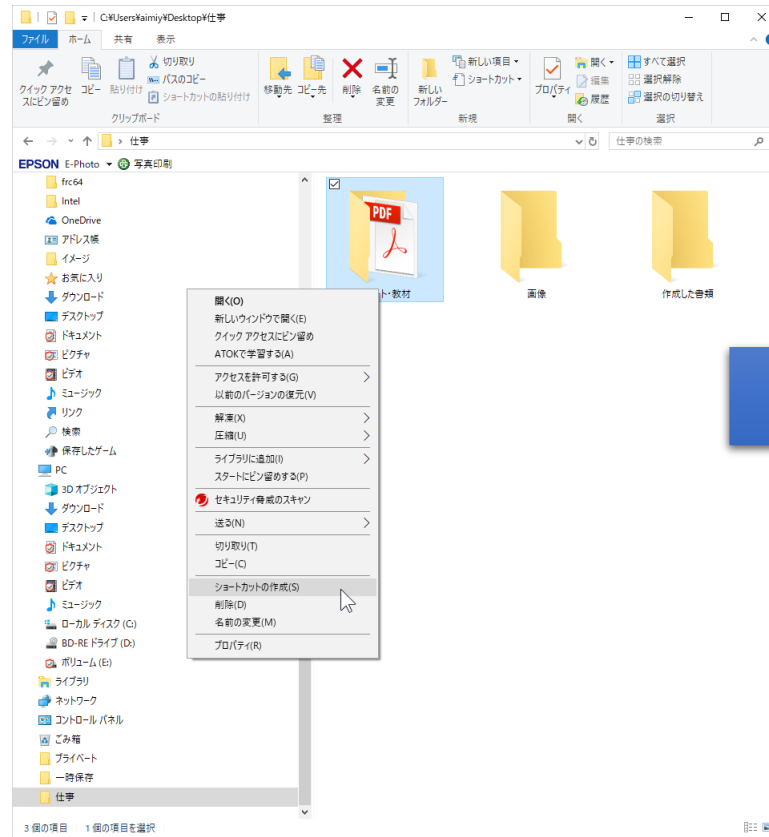 C:¥Users¥aimiy¥Desktop¥仕事
ファイル ホーム 共有 表示
クイック アクセスにピン留め
コピー
貼り付け
切り取り
パスのコピー
ショートカットの貼り付け
クリップボード
移動先
コピー先
削除
名前の変更
整理
新しいフォルダー
新しい項目
ショートカット
新規
プロパティ
開く
編集
履歴
開く
すべて選択
選択解除
選択の切り替え
選択
仕事
仕事の検索
EPSON E-Photo 写真印刷
frc64
Intel
OneDrive
アドレス帳
イメージ
お気に入り
ダウンロード
デスクトップ
ドキュメント
ピクチャ
ビデオ
ミュージック
リンク
検索
保存したゲーム
PC
3D オブジェクト
ダウンロード
デスクトップ
ドキュメント
ピクチャ
ビデオ
ミュージック
ローカル ディスク (C:)
BD-RE ドライブ (D:)
ボリューム (E:)
ライブラリ
ネットワーク
コントロール パネル
ごみ箱
プライベート
一時保存
仕事
PDF
ト・教材
画像
作成した書類
開く(O)
新しいウィンドウで開く(E)
クイック アクセスにピン留め
ATOKで学習する(A)
アクセスを許可する(G)
以前のバージョンの復元(V)
解凍(X)
圧縮(U)
ライブラリに追加(I)
スタートにピン留めする(P)
セキュリティ脅威のスキャン
送る(N)
切り取り(T)
コピー(C)
ショートカットの作成(S)
削除(D)
名前の変更(M)
プロパティ(R)
3 個の項目 1 個の項目を選択